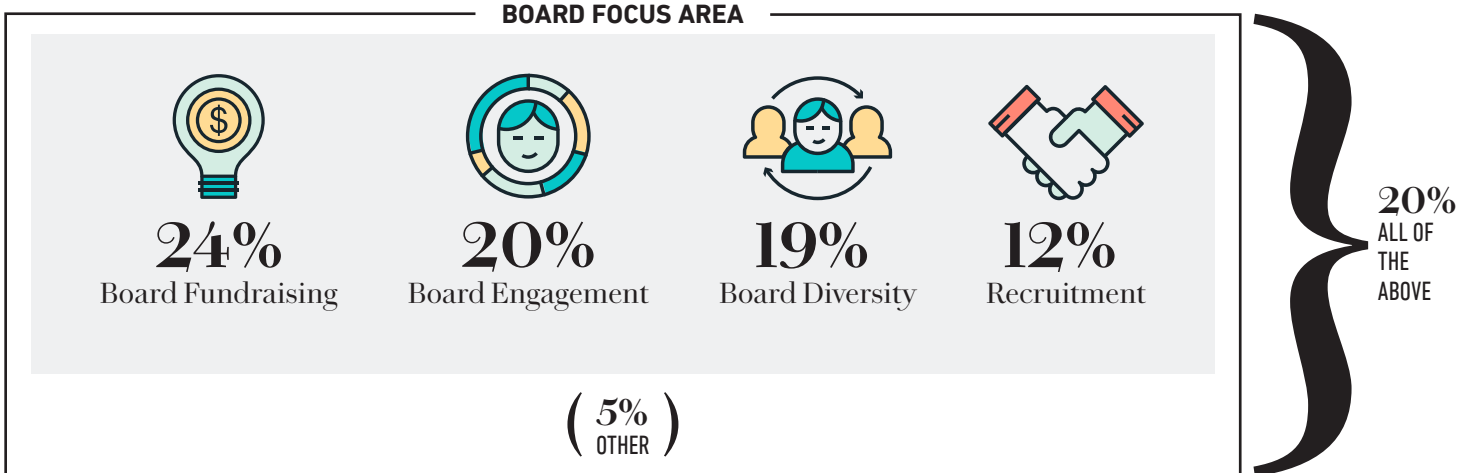 BOARD FOCUS AREA
$
24%
Board Fundraising
20%
Board Engagement
19%
Board Diversity
12%
Recruitment
20%
ALL OF
THE
ABOVE
( 5% )
OTHER